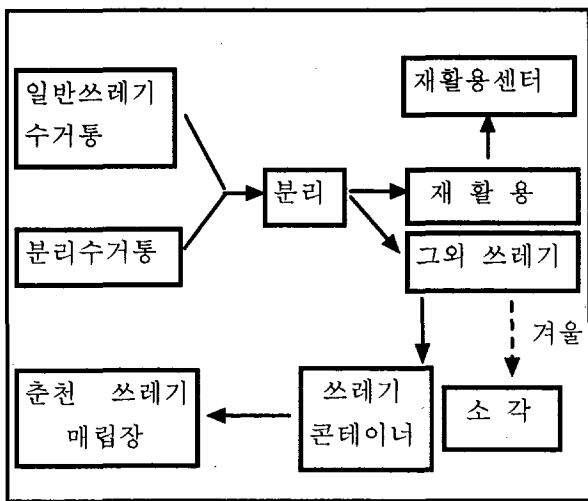 일반쓰레기
수거통
재활용센터
분리
재 활 용
분리수거통
그외 쓰레기
겨울
춘천 쓰레기
매립장
쓰레기
콘테이너
소 각